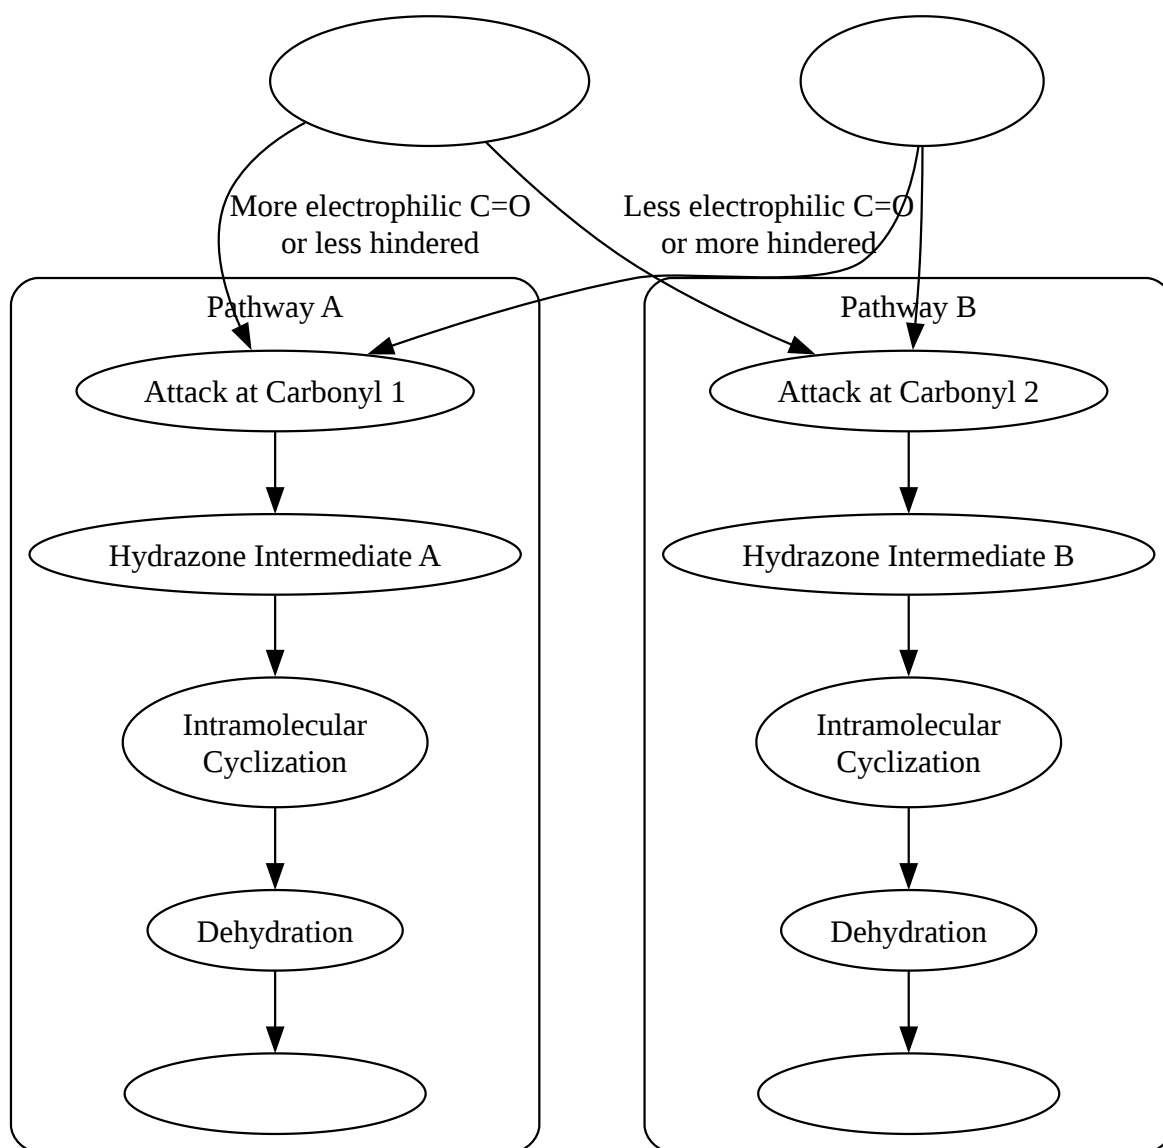 More electrophilic C=O
or less hindered
Less electrophilic C=O
or more hindered
Pathway A
Pathway B
Attack at Carbonyl 1
Attack at Carbonyl 2
Hydrazone Intermediate A
Hydrazone Intermediate B
Intramolecular
Cyclization
Intramolecular
Cyclization
Dehydration
Dehydration